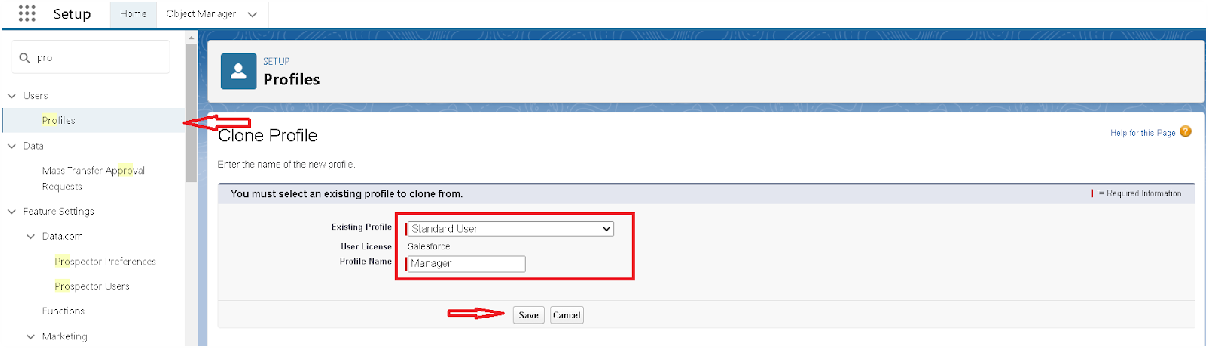 Setup Home Object Manager
pro
Users
Profiles
Data
Mass Transfer Approval
Requests
Feature Settings
Data.com
Prospector Preferences
Prospector Users
Functions
Marketing
SETUP
Profiles
Clone Profile
Help for this Page
Enter the name of the new profile.
You must select an existing profile to clone from.
= Required Information
Existing Profile Standard User
User License Salesforce
Profile Name Manager
Save Cancel